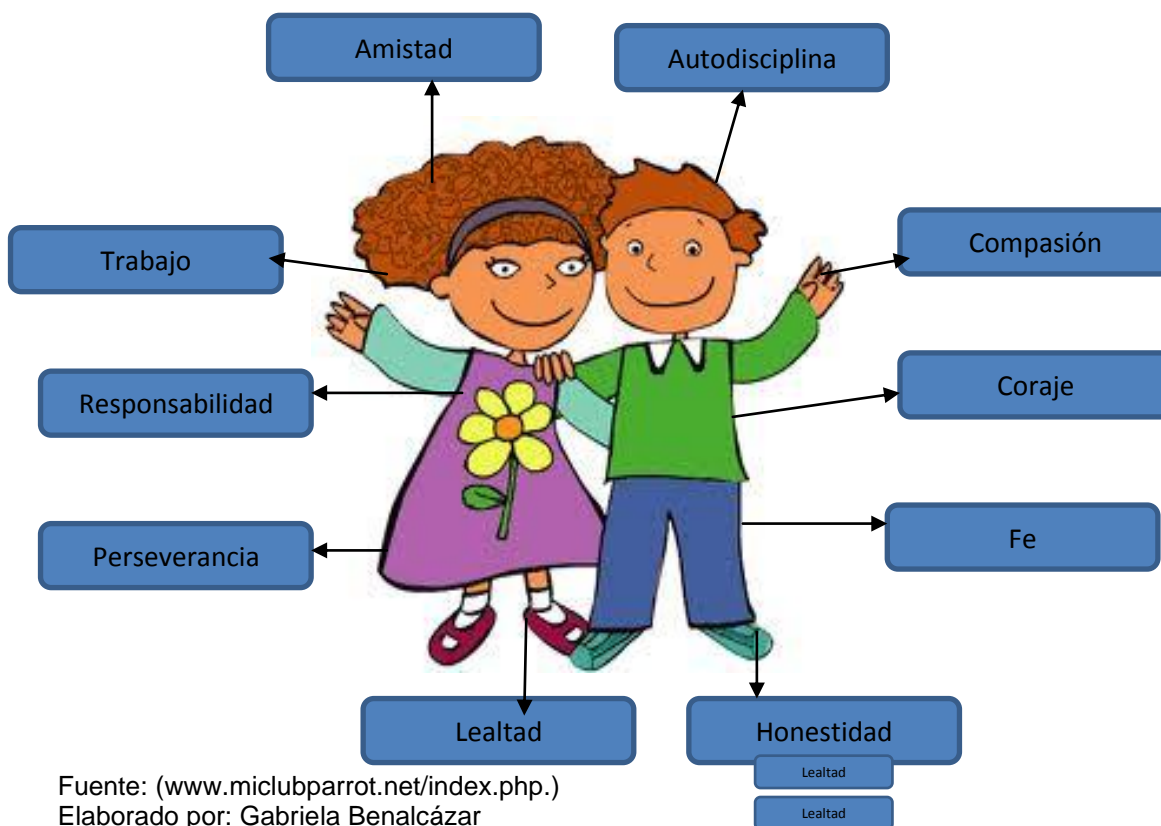 Amistad
Autodisciplina
Trabajo
Compasión
Responsabilidad
Coraje
Perseverancia
Fe
Lealtad
Honestidad
Lealtad
Lealtad
Fuente: (www.miclubparrot.net/index.php.)
Elaborado por: Gabriela Benalcázar